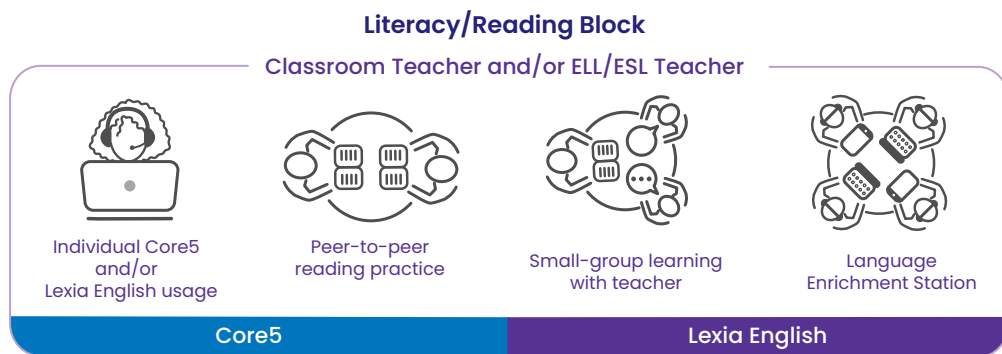 Literacy/Reading Block
Classroom Teacher and/or ELL/ESL Teacher
Individual Core5
and/or
Lexia English usage
Peer-to-peer
reading practice
Small-group learning
with teacher
Language
Enrichment Station
Core5
Lexia English